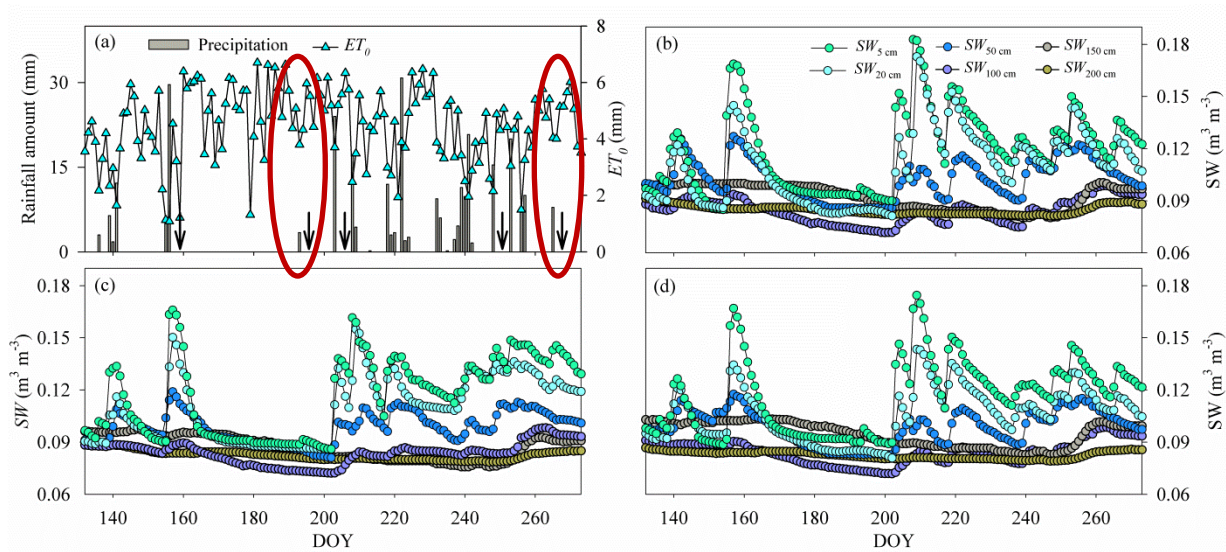 (a) Precipitation ET0
Rainfall amount (mm)
30
15
0
8
6
4
2
0
ET0 (mm)
(b)
SW5 cm SW50 cm SW150 cm
SW20 cm SW100 cm SW200 cm
0.18
0.15
0.12
0.09
0.06
SW (m3 m-3)
(c)
0.18
0.15
0.12
0.09
0.06
SW (m3 m-3)
140 160 180 200 220 240 260
DOY
(d)
0.18
0.15
0.12
0.09
0.06
SW (m3 m-3)
140 160 180 200 220 240 260
DOY